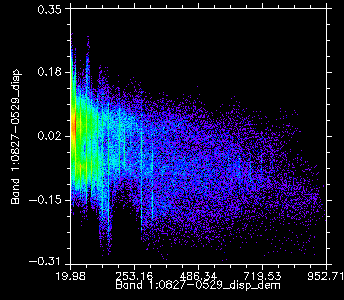 0.35
0.18
0.02
-0.15
-0.31
Band 1:0827-0529_disp
19.98 253.16 486.34 719.53 952.71
Band 1:0827-0529_disp_dem